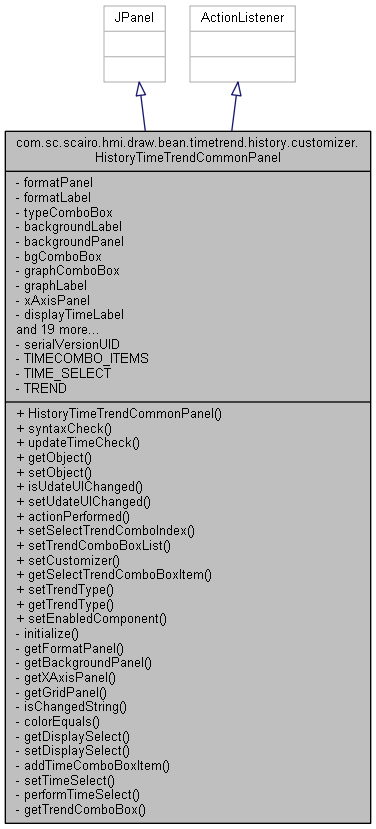 JPanel
ActionListener
com.sc.scairo.hmi.draw.bean.timetrend.history.customizer.
HistoryTimeTrendCommonPanel
- formatPanel
- formatLabel
- typeComboBox
- backgroundLabel
- backgroundPanel
- bgComboBox
- graphComboBox
- graphLabel
- xAxisPanel
- displayTimeLabel
and 19 more...
- serialVersionUID
- TIMECOMBO_ITEMS
- TIME_SELECT
- TREND
+ HistoryTimeTrendCommonPanel()
+ syntaxCheck()
+ updateTimeCheck()
+ getObject()
+ setObject()
+ isUdateUIChanged()
+ setUdateUIChanged()
+ actionPerformed()
+ setSelectTrendComboIndex()
+ setTrendComboBoxList()
+ setCustomizer()
+ getSelectTrendComboBoxItem()
+ setTrendType()
+ getTrendType()
+ setEnabledComponent()
- initialize()
- getFormatPanel()
- getBackgroundPanel()
- getXAxisPanel()
- getGridPanel()
- isChangedString()
- colorEquals()
- getDisplaySelect()
- setDisplaySelect()
- addTimeComboBoxItem()
- setTimeSelect()
- performTimeSelect()
- getTrendComboBox()